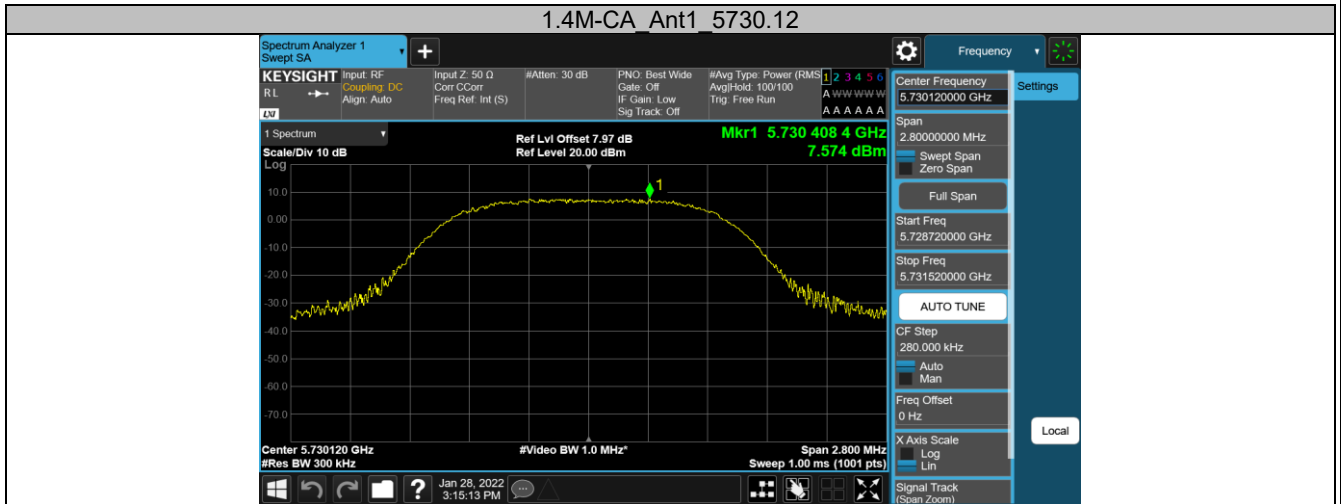 1.4M-CA_Ant1_5730.12
Spectrum Analyzer 1
Swept SA
+
Frequency
KEYSIGHT
RL
LXI
Input: RF
Coupling: DC
Align: Auto
Input Z: 50 Ω
Corr CCorr
Freq Ref: Int (S)
#Atten: 30 dB
PNO: Best Wide
Gate: Off
IF Gain: Low
Sig Track: Off
#Avg Type: Power (RMS
Avg|Hold: 100/100
Trig: Free Run
1 2 3 4 5 6
A W W W W W
A A A A A A
1 Spectrum
Scale/Div 10 dB
Ref Lvl Offset 7.97 dB
Ref Level 20.00 dBm
Mkr1 5.730 408 4 GHz
7.574 dBm
Log
10.0
0.00
-10.0
-20.0
-30.0
-40.0
-50.0
-60.0
-70.0
1
Center 5.730120 GHz
#Res BW 300 kHz
#Video BW 1.0 MHz*
Span 2.800 MHz
Sweep 1.00 ms (1001 pts)
Center Frequency
5.730120000 GHz
Settings
Span
2.80000000 MHz
Swept Span
Zero Span
Full Span
Start Freq
5.728720000 GHz
Stop Freq
5.731520000 GHz
AUTO TUNE
CF Step
280.000 kHz
Auto
Man
Freq Offset
0 Hz
X Axis Scale
Log
Lin
Local
Signal Track
(Span Zoom)
?
Jan 28, 2022
3:15:13 PM